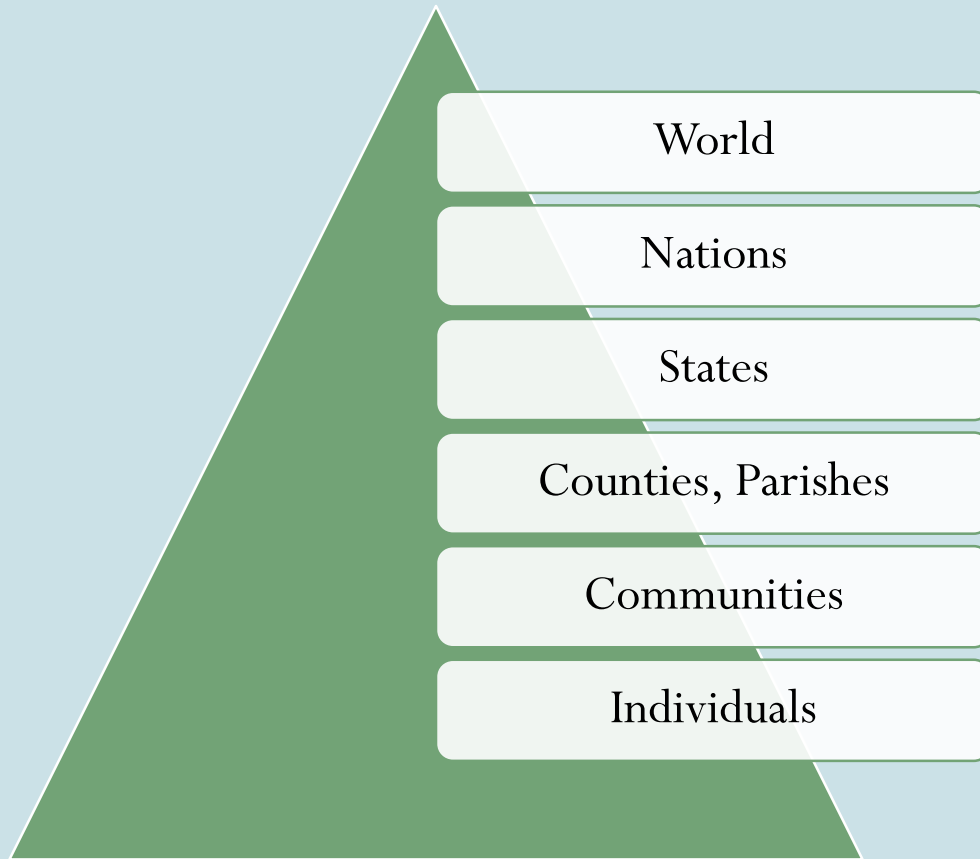 World
Nations
States
Counties, Parishes
Communities
Individuals